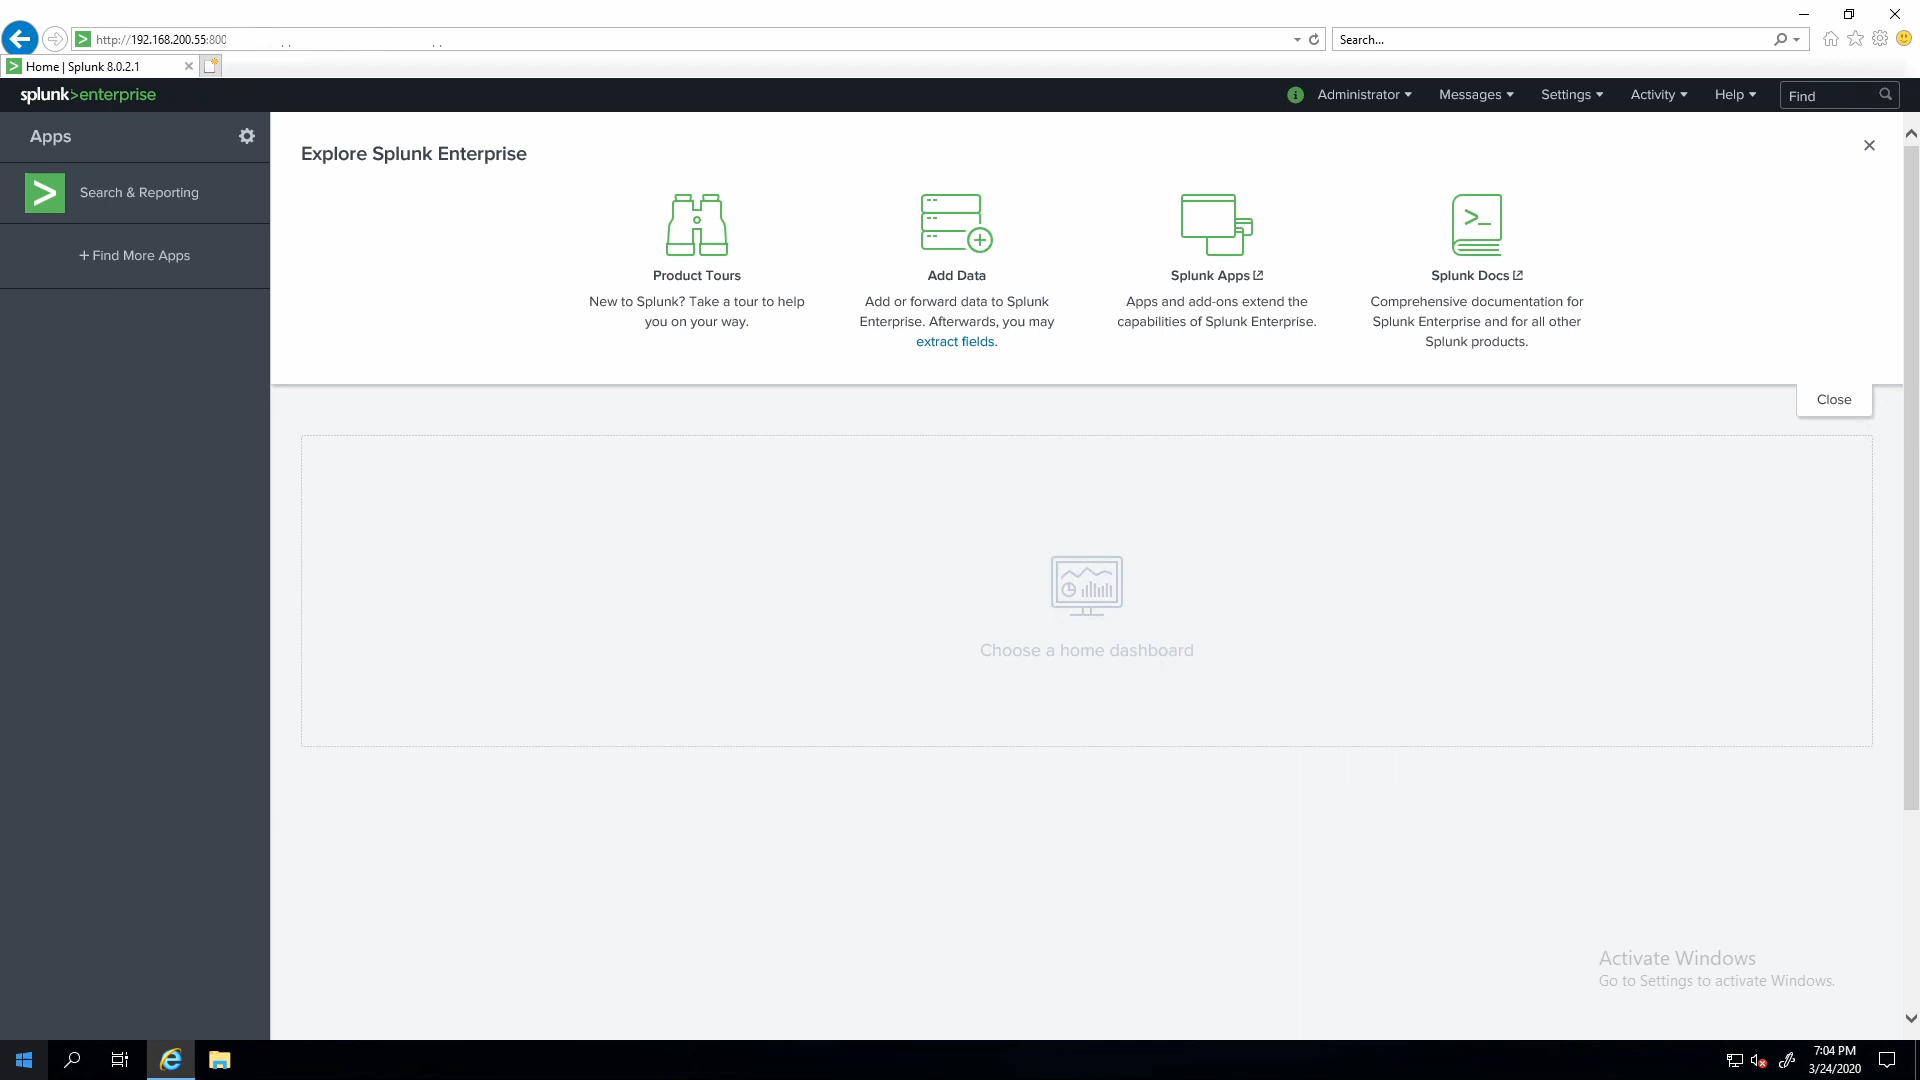 http://192.168.200.55:800
Search...
Home | Splunk 8.0.2.1
splunk>enterprise
i
Administrator
Messages
Settings
Activity
Help
Find
Apps
Explore Splunk Enterprise
Search & Reporting
+ Find More Apps
Product Tours
New to Splunk? Take a tour to help
you on your way.
Add Data
Add or forward data to Splunk
Enterprise. Afterwards, you may
extract fields.
Splunk Apps
Apps and add-ons extend the
capabilities of Splunk Enterprise.
Splunk Docs
Comprehensive documentation for
Splunk Enterprise and for all other
Splunk products.
Close
Choose a home dashboard
Activate Windows
Go to Settings to activate Windows.
7:04 PM
3/24/2020